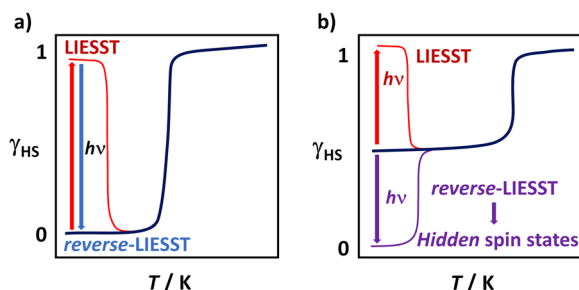 a)
1
LIESST
γHS
hν
0
reverse-LIESST
T / K
b)
1
LIESST
hν
γHS
hν
reverse-LIESST
Hidden spin states
0
T / K